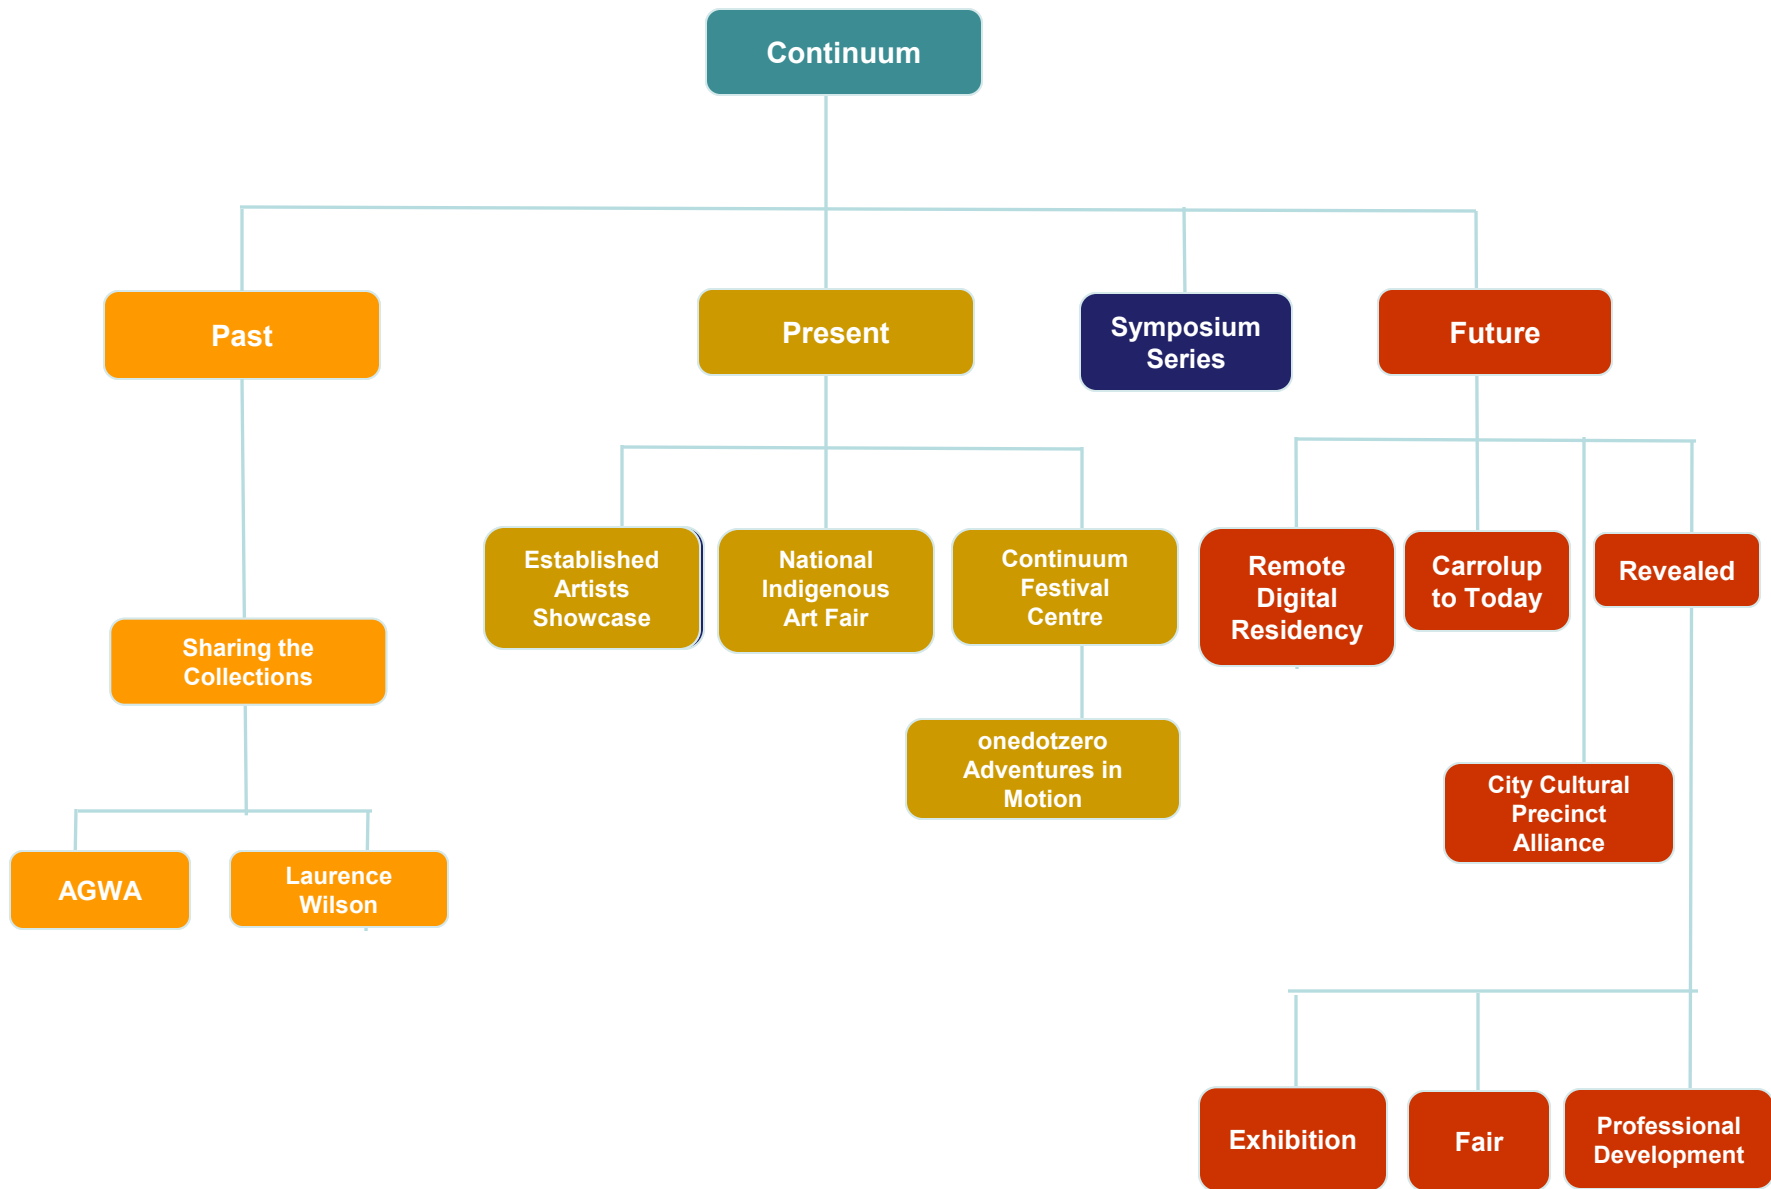 Continuum
Past
Present
Symposium
Series
Future
Established
Artists
Showcase
National
Indigenous
Art Fair
Continuum
Festival
Centre
Remote
Digital
Residency
Carrolup
to Today
Revealed
Sharing the
Collections
onedotzero
Adventures in
Motion
City Cultural
Precinct
Alliance
AGWA
Laurence
Wilson
Exhibition
Fair
Professional
Development